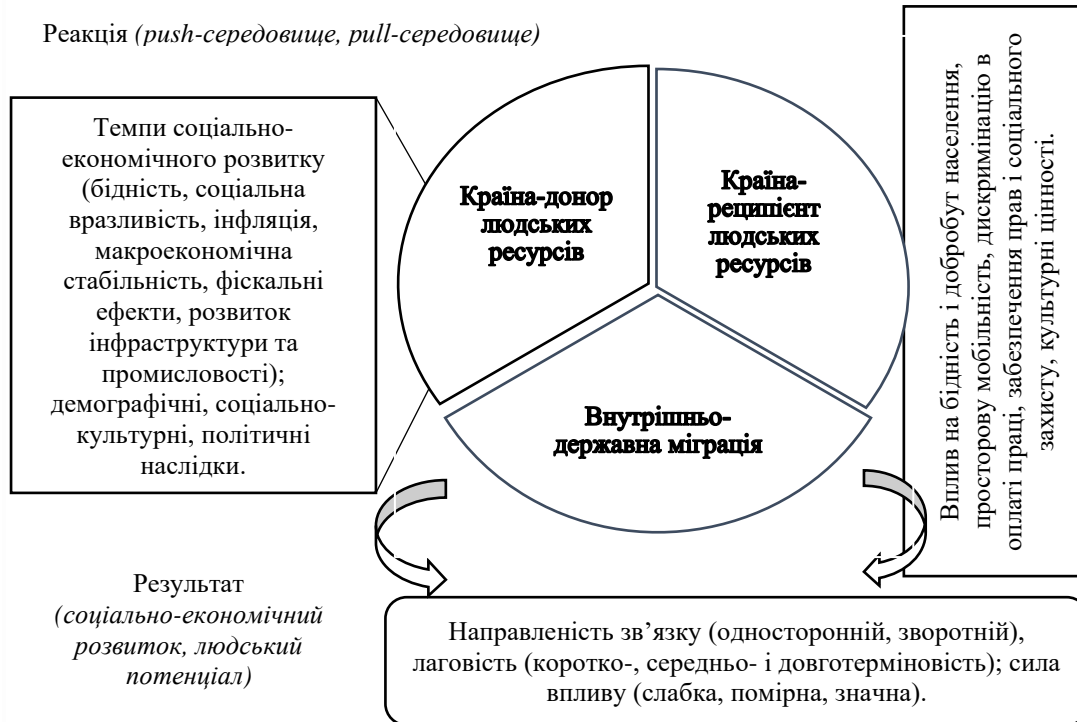 Реакція (push-середовище, pull-середовище)
Темпи соціально-
економічного розвитку
(бідність, соціальна
вразливість, інфляція,
макроекономічна
стабільність, фіскальні
ефекти, розвиток
інфраструктури та
промисловості);
демографічні, соціально-
культурні, політичні
наслідки.
Країна-донор
людських
ресурсів
Країна-
реципієнт
людських
ресурсів
Внутрішньо-
державна міграція
Вплив на бідність і добробут населення,
просторову мобільність, дискримінацію в
оплаті праці, забезпечення прав і соціального
захисту, культурні цінності.
Результат
(соціально-економічний
розвиток, людський
потенціал)
Направленість зв’язку (односторонній, зворотній),
лаговість (коротко-, середньо- і довготерміновість); сила
впливу (слабка, помірна, значна).